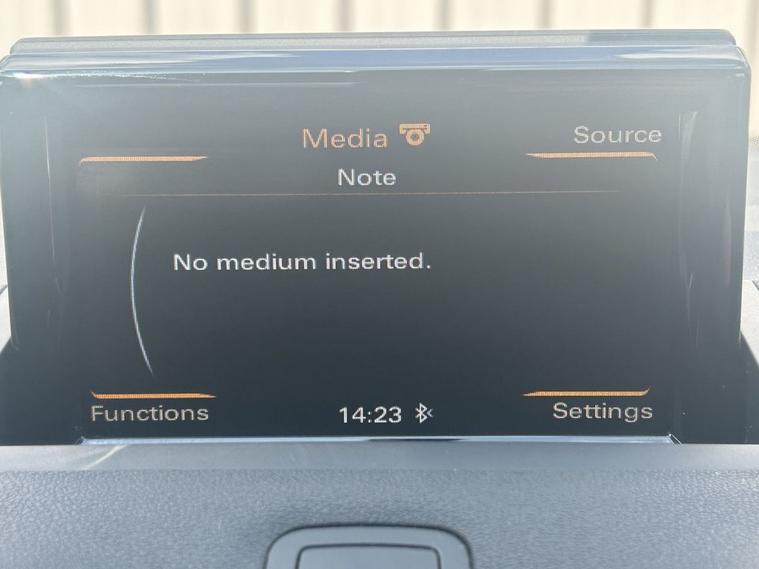 Media
Source
Note
No medium inserted.
Functions
14:23
Settings